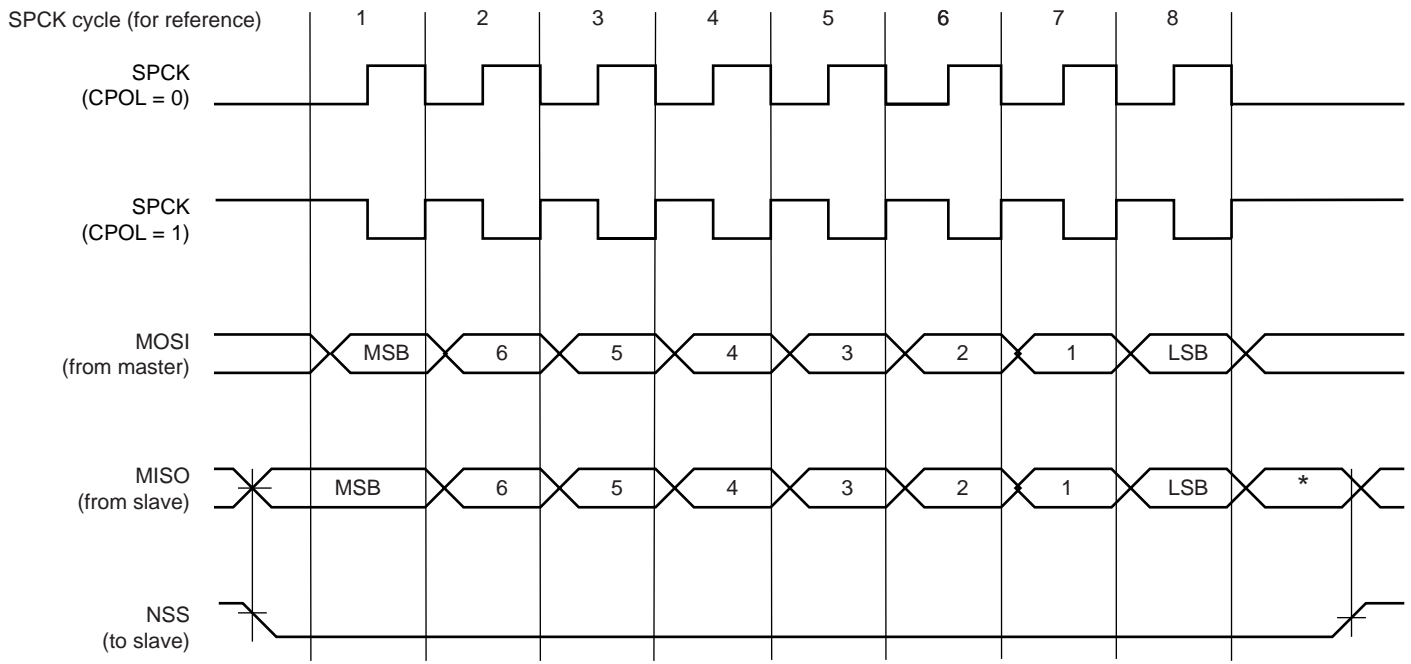 SPCK cycle (for reference) 1 2 3 4 5 6 7 8
SPCK
(CPOL = 0)
SPCK
(CPOL = 1)
MOSI
(from master)
MSB 6 5 4 3 2 1 LSB
MISO
(from slave)
MSB 6 5 4 3 2 1 LSB *
NSS
(to slave)